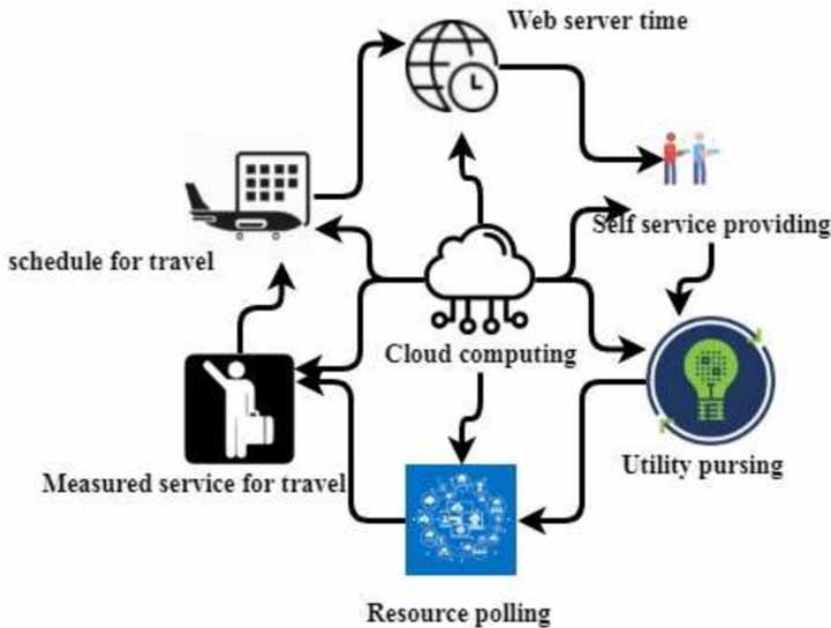 Web server time
Self service providing
schedule for travel
Cloud computing
Utility pursing
Measured service for travel
Resource polling